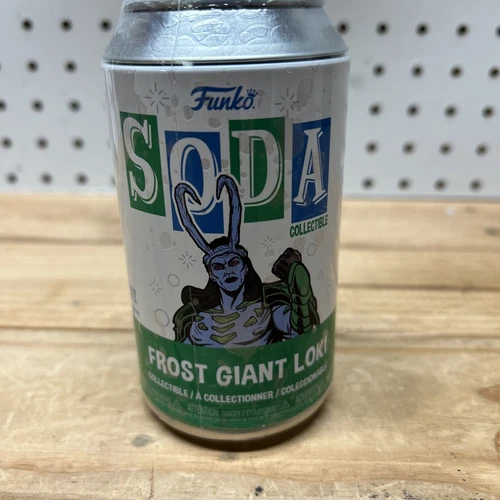 Funko
SODA
COLLECTIBLE
FROST GIANT LOKI
COLLECTIBLE / À COLLECTIONNER / COLECCIONABLE